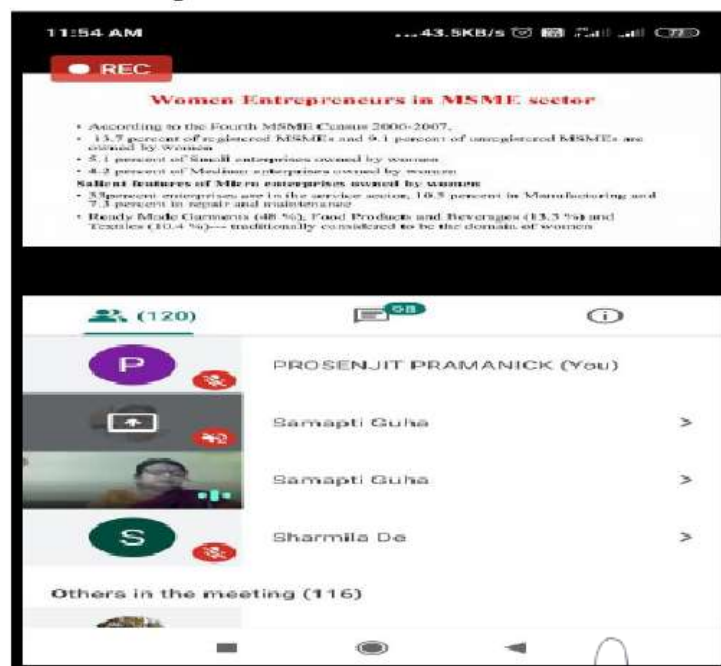 11:54 AM ...43.5KB/s 77
REC
Women Entrepreneurs in MSME sector
• According to the Fourth MSME Census 2006-2007,
• 13.7 percent of registered MSMEs and 9.1 percent of unregistered MSMEs are
owned by women
• 5.1 percent of Small enterprises owned by women
• 4.2 percent of Medium enterprises owned by women
Salient features of Micro enterprises owned by women
• 33percent enterprises are in the service sector, 10.5 percent in Manufactoring and
7.3 percent in repair and maintenance
• Ready Made Garments (48 %), Food Products and Beverages (13.3 %) and
Textiles (10.4 %)--- traditionally considered to be the domain of women
(120)
P PROSENJIT PRAMANICK (You)
Samapti Guha
Samapti Guha
S Sharmila De
Others in the meeting (116)